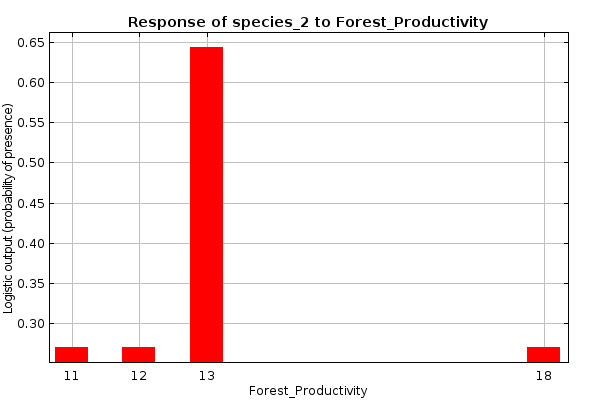 Response of species_2 to Forest_Productivity
Logistic output (probability of presence)
0.65
0.60
0.55
0.50
0.45
0.40
0.35
0.30
11 12 13 18
Forest_Productivity